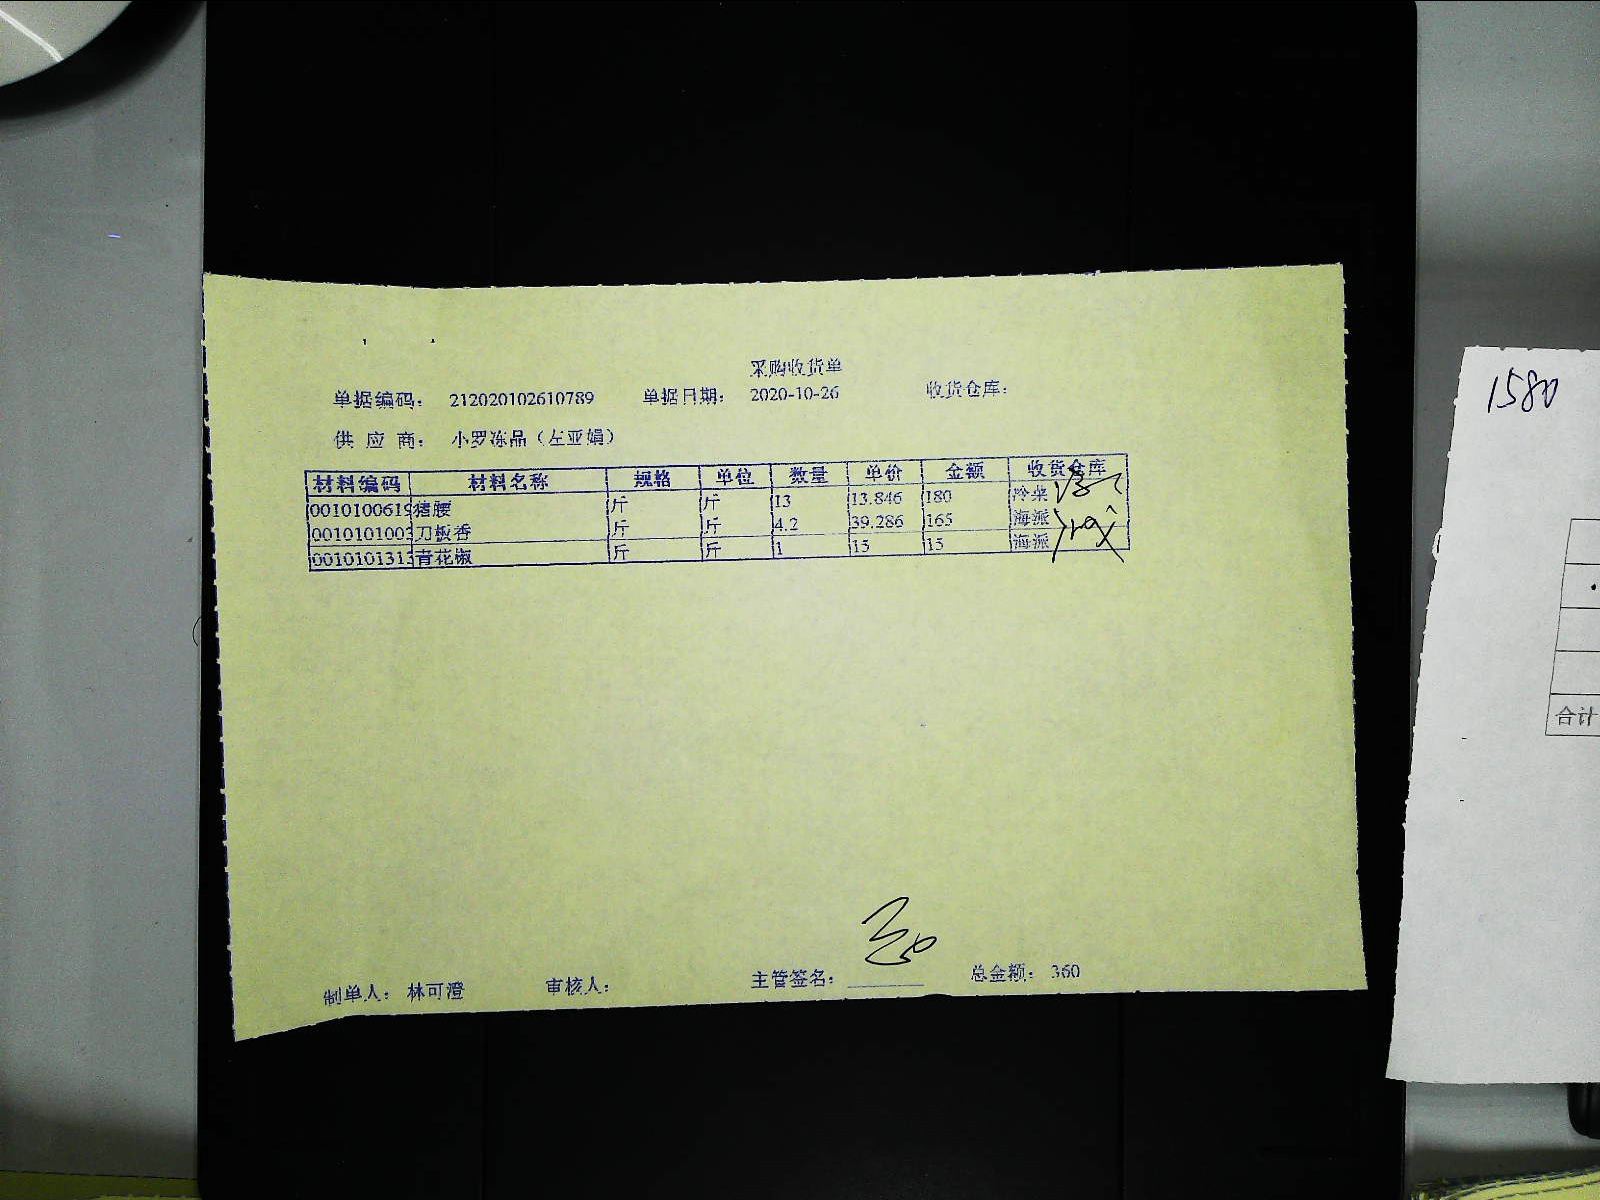 采购收货单
单据编码： 212020102610789 单据日期： 2020-10-26 收货仓库：
供 应 商： 小罗冻品（左亚娟）
材料编码 材料名称 规格 单位 数量 单价 金额 收货仓库
0010100619 猪腰 斤 斤 13 13.846 180 冷菜
0010101003 刀板香 斤 斤 4.2 39.286 165 海派
0010101313 青花椒 斤 斤 1 15 15 海派
制单人： 林可澄 审核人： 主管签名： 总金额： 360
1580
合计